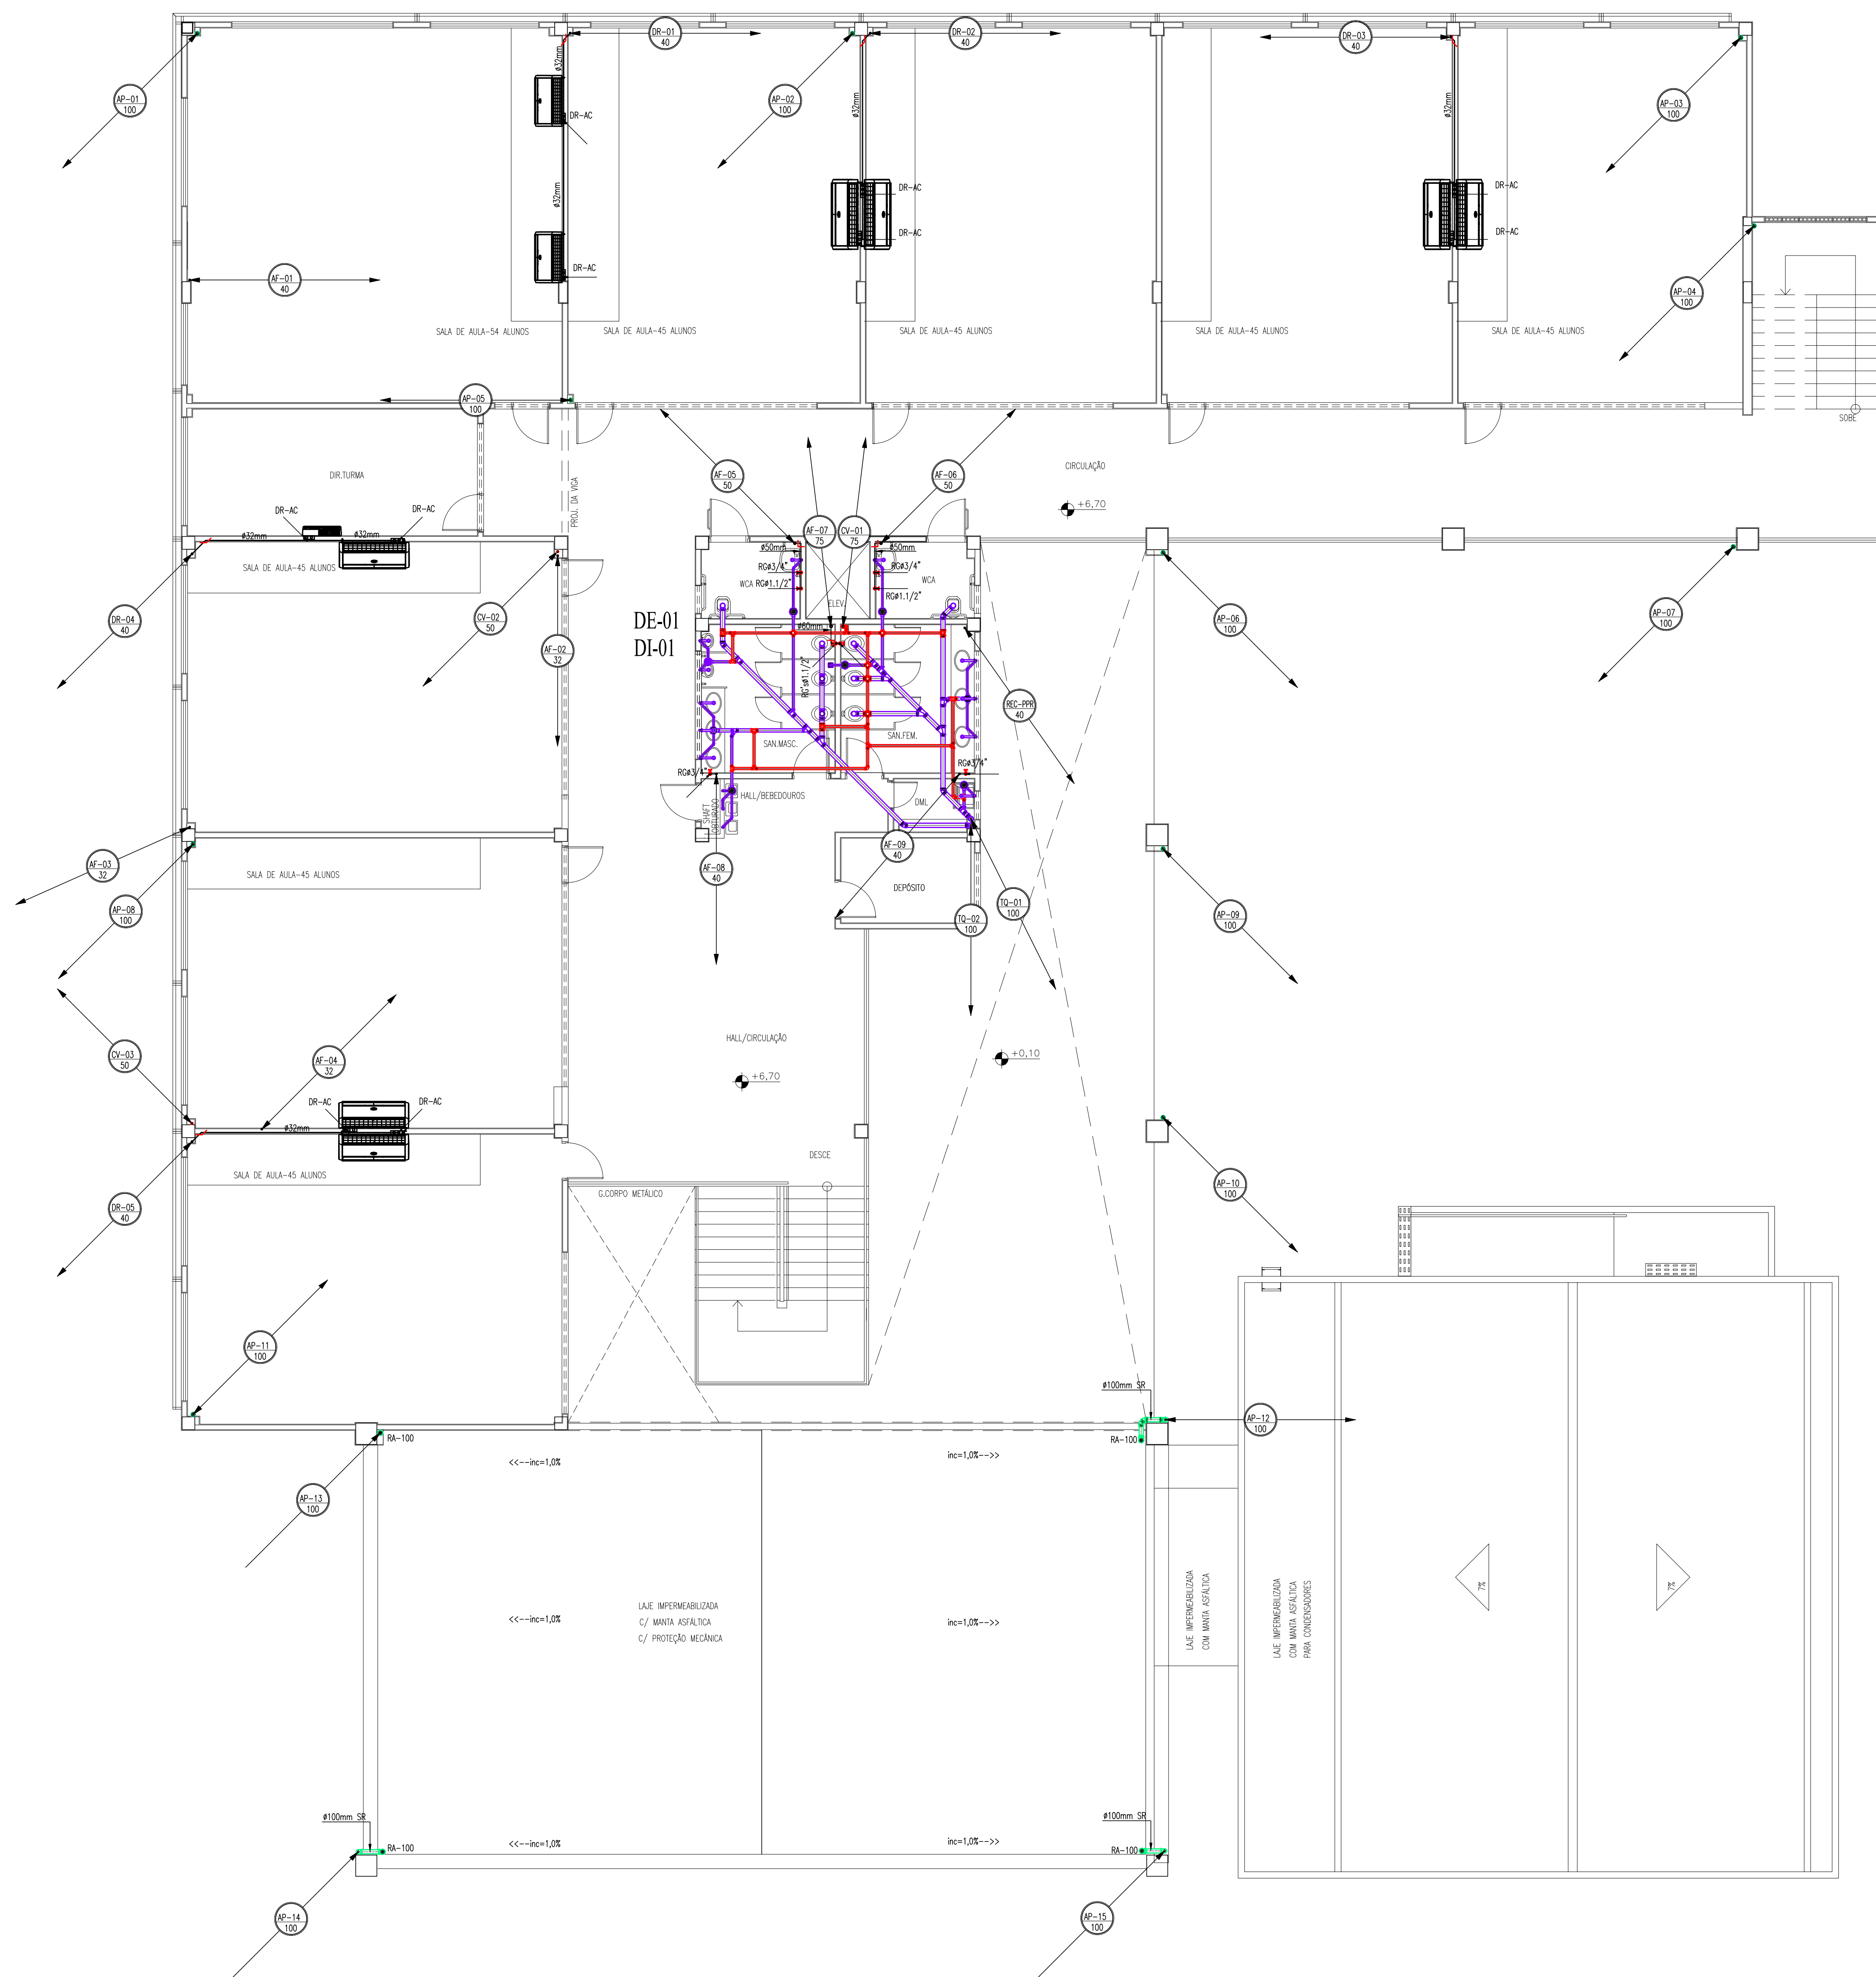 DR-01
40
DR-02
40
DR-03
40
AP-01
100
ø32mm
DR-AC
AP-02
100
ø32mm
ø32mm
AP-03
100
ø32mm
DR-AC
DR-AC
DR-AC
DR-AC
DR-AC
AF-01
40
AP-04
100
SALA DE AULA-54 ALUNOS
SALA DE AULA-45 ALUNOS
SALA DE AULA-45 ALUNOS
SALA DE AULA-45 ALUNOS
SALA DE AULA-45 ALUNOS
AP-05
100
SOBE
DIR.TURMA
PROJ. DA VIGA
AF-05
50
AF-06
50
CIRCULAÇÃO
+6,70
DR-AC
DR-AC
ø32mm
ø32mm
AF-07
75
CV-01
75
ø50mm
ø50mm
SALA DE AULA-45 ALUNOS
RGø3/4"
RGø3/4"
WCA
RGø1.1/2"
RGø1.1/2"
WCA
ELEV.
DR-04
40
CV-02
50
AF-02
32
DE-01
DI-01
ø60mm
AP-06
100
AP-07
100
RG'sø1.1/2"
REC-PPR
40
SAN.MASC.
SAN.FEM.
RGø3/4"
RGø3/4"
HALL/BEBEDOUROS
SHAFT
OBTURADO
DML
AF-03
32
AF-08
40
AF-09
40
SALA DE AULA-45 ALUNOS
DEPÓSITO
AP-08
100
TQ-01
100
TQ-02
100
AP-09
100
HALL/CIRCULAÇÃO
+6,70
+0,10
CV-03
50
AF-04
32
DR-AC
DR-AC
ø32mm
DESCE
SALA DE AULA-45 ALUNOS
G.CORPO METÁLICO
AP-10
100
DR-05
40
AP-11
100
ø100mm SR
AP-12
100
RA-100
RA-100
<<--inc=1,0%
inc=1,0%-->>
AP-13
100
LAJE IMPERMEABILIZADA
C/ MANTA ASFÁLTICA
C/ PROTEÇÃO MECÂNICA
<<--inc=1,0%
inc=1,0%-->>
LAJE IMPERMEABILIZADA
COM MANTA ASFÁLTICA
LAJE IMPERMEABILIZADA
COM MANTA ASFÁLTICA
PARA CONDENSADORES
7%
7%
ø100mm SR
ø100mm SR
<<--inc=1,0%
inc=1,0%-->>
RA-100
RA-100
AP-14
100
AP-15
100